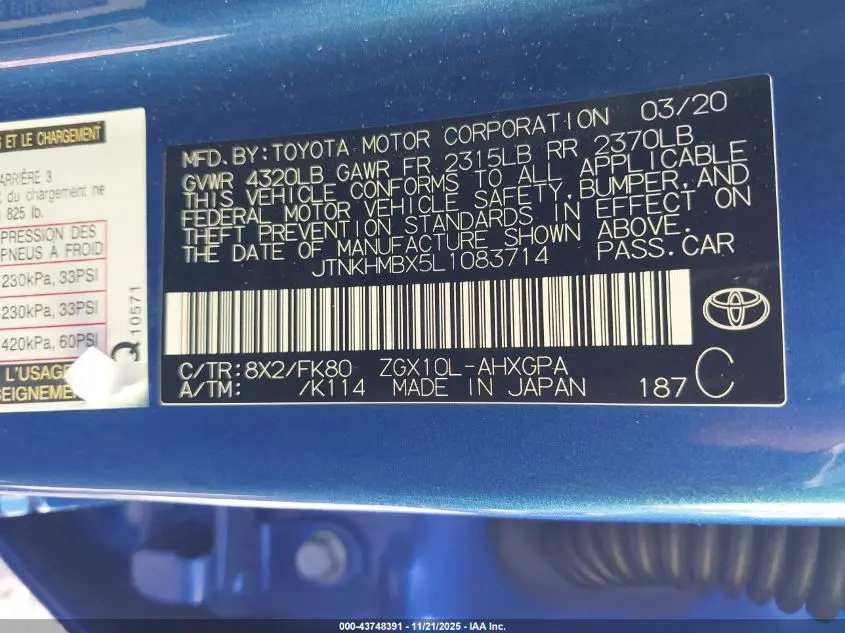 S ET LE CHARGEMENT
ARRIÈRE 3
du chargement ne
825 lb.
PRESSION DES
PNEUS À FROID
230kPa, 33PSI
230kPa, 33PSI
420kPa, 60PSI
L'USAGE
SEIGNEME
Q 10571
03/20
MFD. BY: TOYOTA MOTOR CORPORATION
GVWR 4320LB GAWR FR 2315LB RR 2370LB
THIS VEHICLE CONFORMS TO ALL APPLICABLE
FEDERAL MOTOR VEHICLE SAFETY, BUMPER, AND
THEFT PREVENTION STANDARDS IN EFFECT ON
THE DATE OF MANUFACTURE SHOWN ABOVE.
JTNKHMBX5L1083714 PASS. CAR
C/TR: 8X2/FK80 ZGX10L-AHXGPA
A/TM: /K114 MADE IN JAPAN 187 C
000-43748391 - 11/21/2025 - IAA Inc.